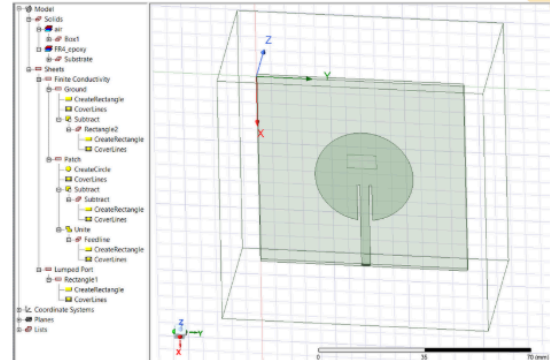 Model
Solids
air
Box1
FR4_epoxy
Substrate
Sheets
Finite Conductivity
Ground
CreateRectangle
CoverLines
Subtract
Rectangle2
CreateRectangle
CoverLines
Patch
CreateCircle
CoverLines
Subtract
Subtract
CreateRectangle
CoverLines
Unite
Feedline
CreateRectangle
CoverLines
Lumped Port
Rectangle1
CreateRectangle
CoverLines
Coordinate Systems
Planes
Lists
Z
Y
X
Z
Y
X
0
70 (mm)